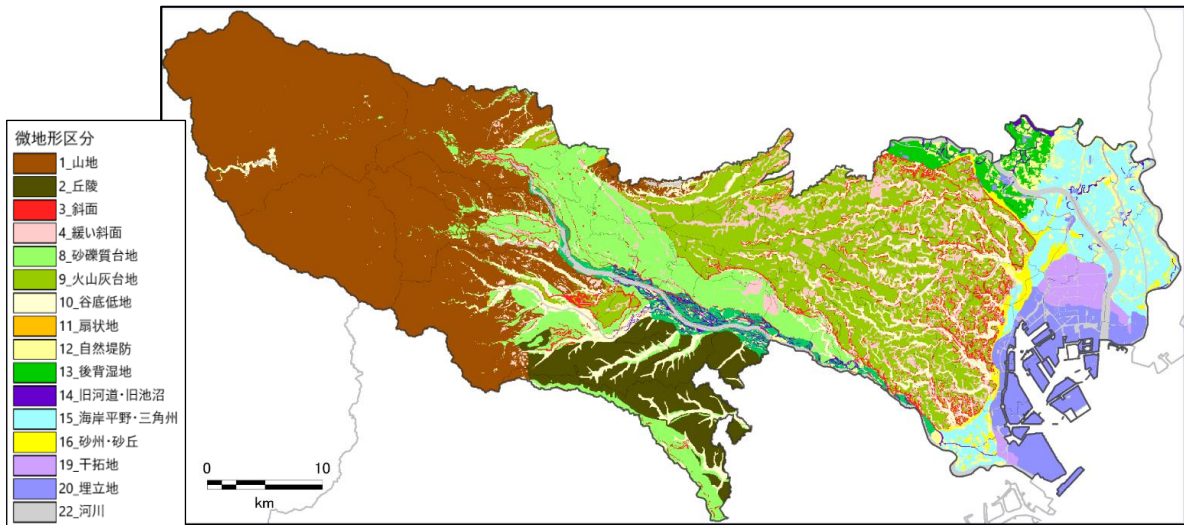 微地形区分
1_山地
2_丘陵
3_斜面
4_緩い斜面
8_砂礫質台地
9_火山灰台地
10_谷底低地
11_扇状地
12_自然堤防
13_後背湿地
14_旧河道・旧池沼
15_海岸平野・三角州
16_砂州・砂丘
19_干拓地
20_埋立地
22_河川
0 10
km